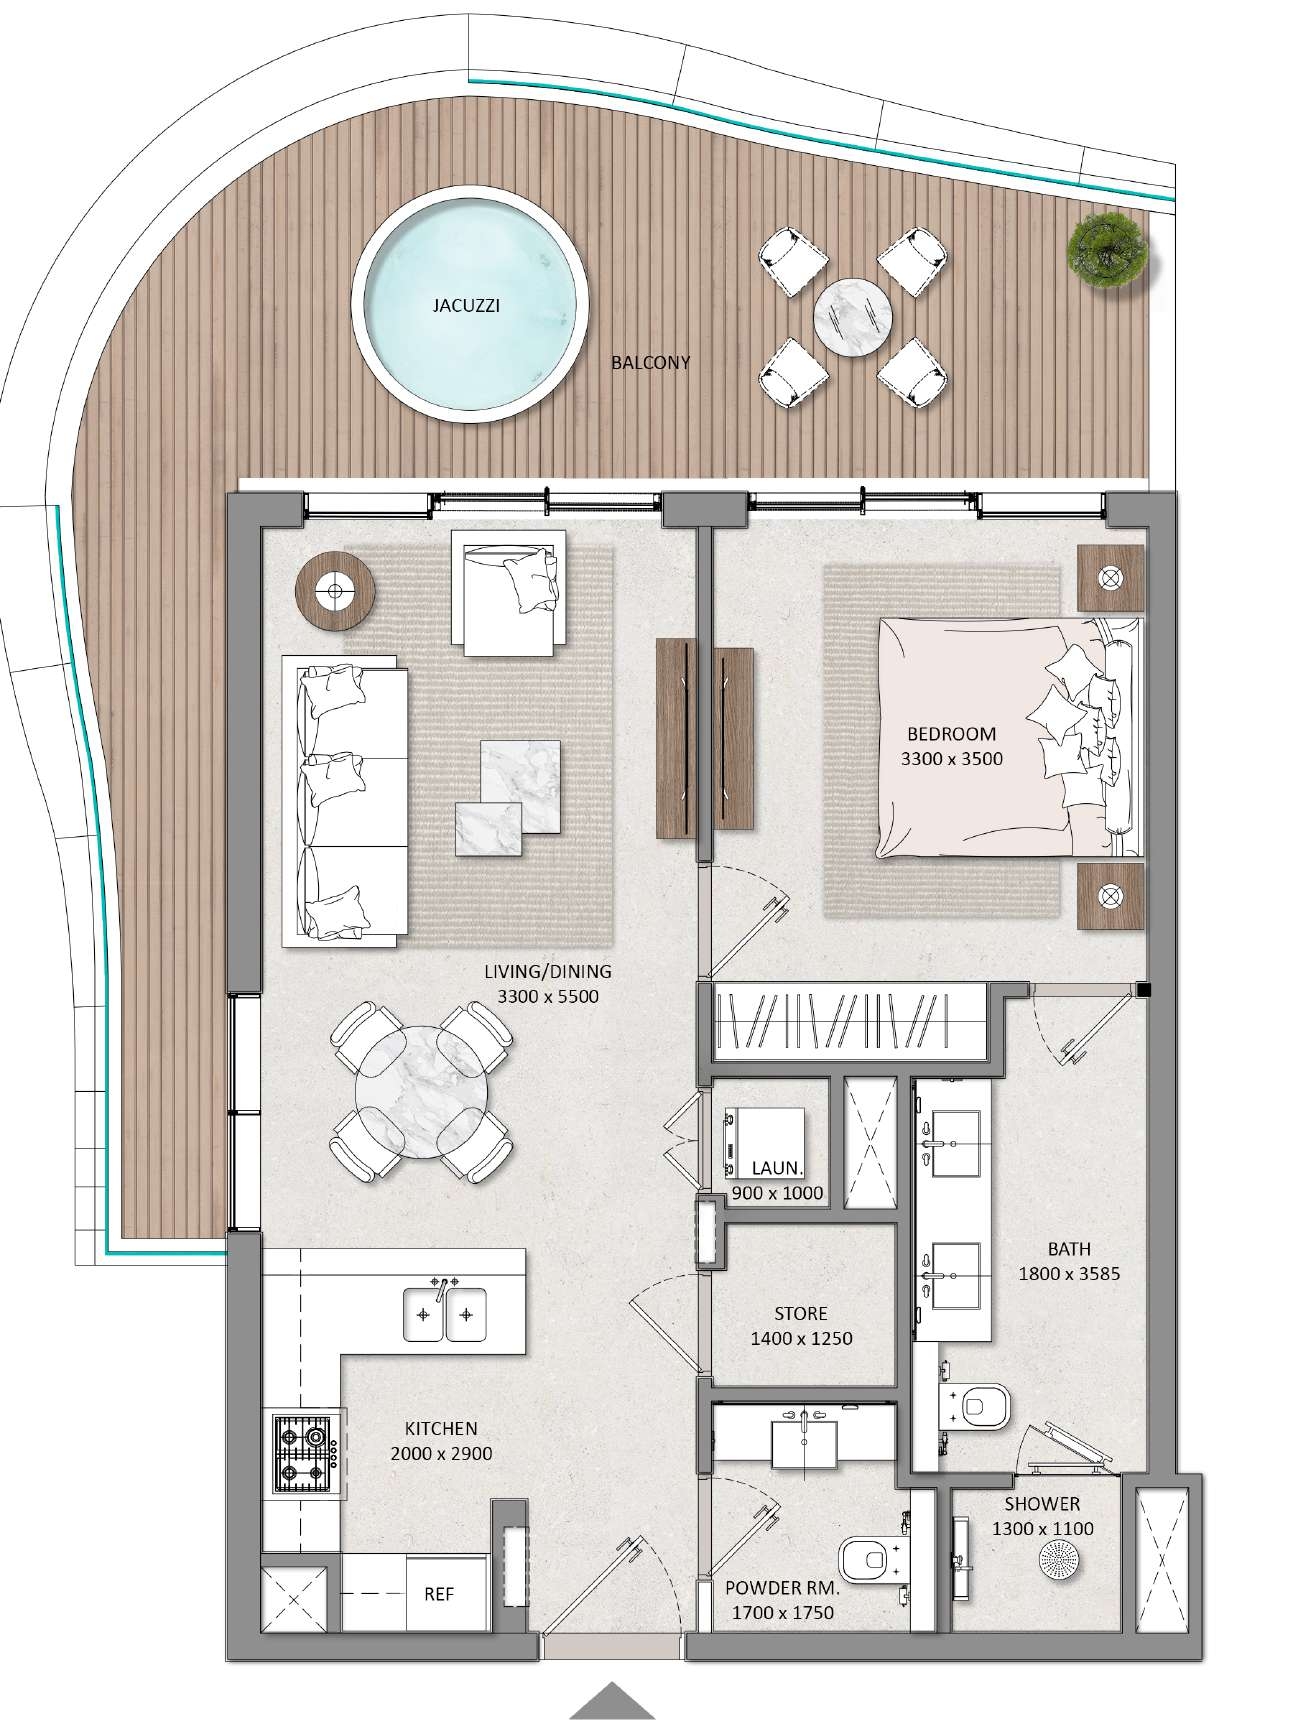 JACUZZI
BALCONY
BEDROOM
3300 x 3500
LIVING/DINING
3300 x 5500
LAUN.
900 x 1000
BATH
1800 x 3585
STORE
1400 x 1250
KITCHEN
2000 x 2900
SHOWER
1300 x 1100
REF
POWDER RM.
1700 x 1750